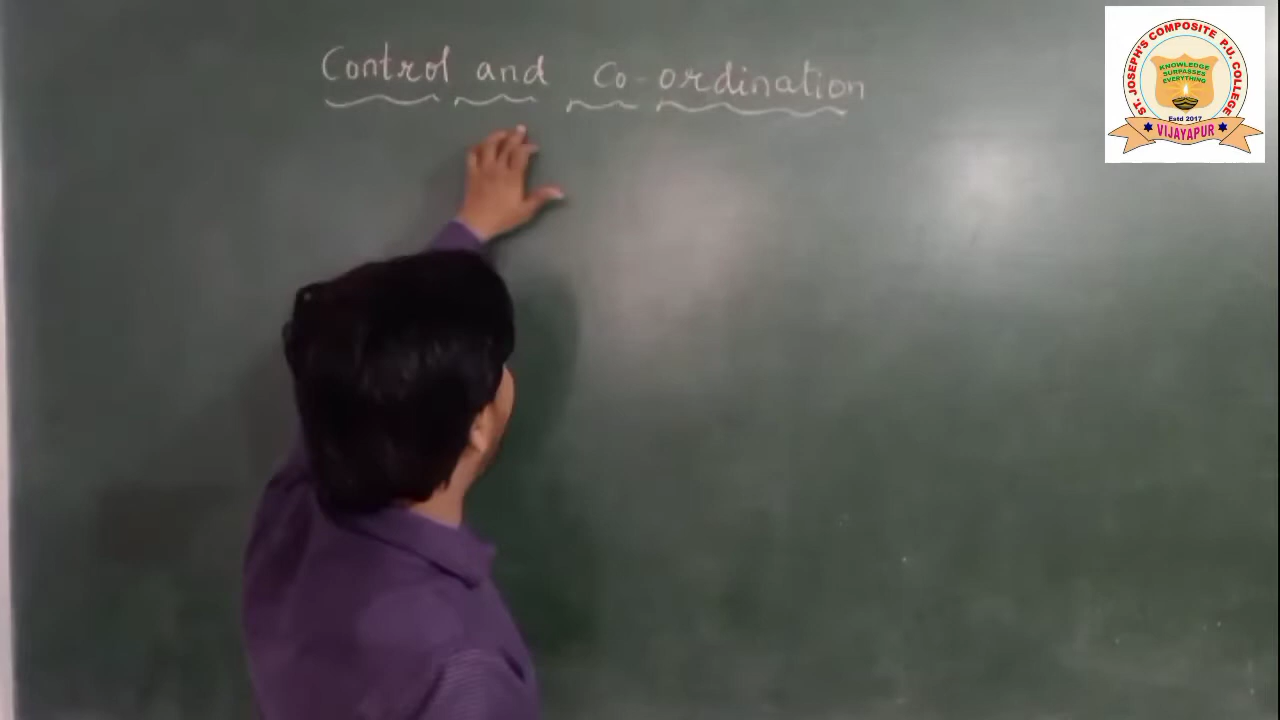 Control and Co-ordination
ST. JOSEPH'S COMPOSITE P.U. COLLEGE
KNOWLEDGE
SURPASSES
EVERYTHING
Estd 2017
VIJAYAPUR